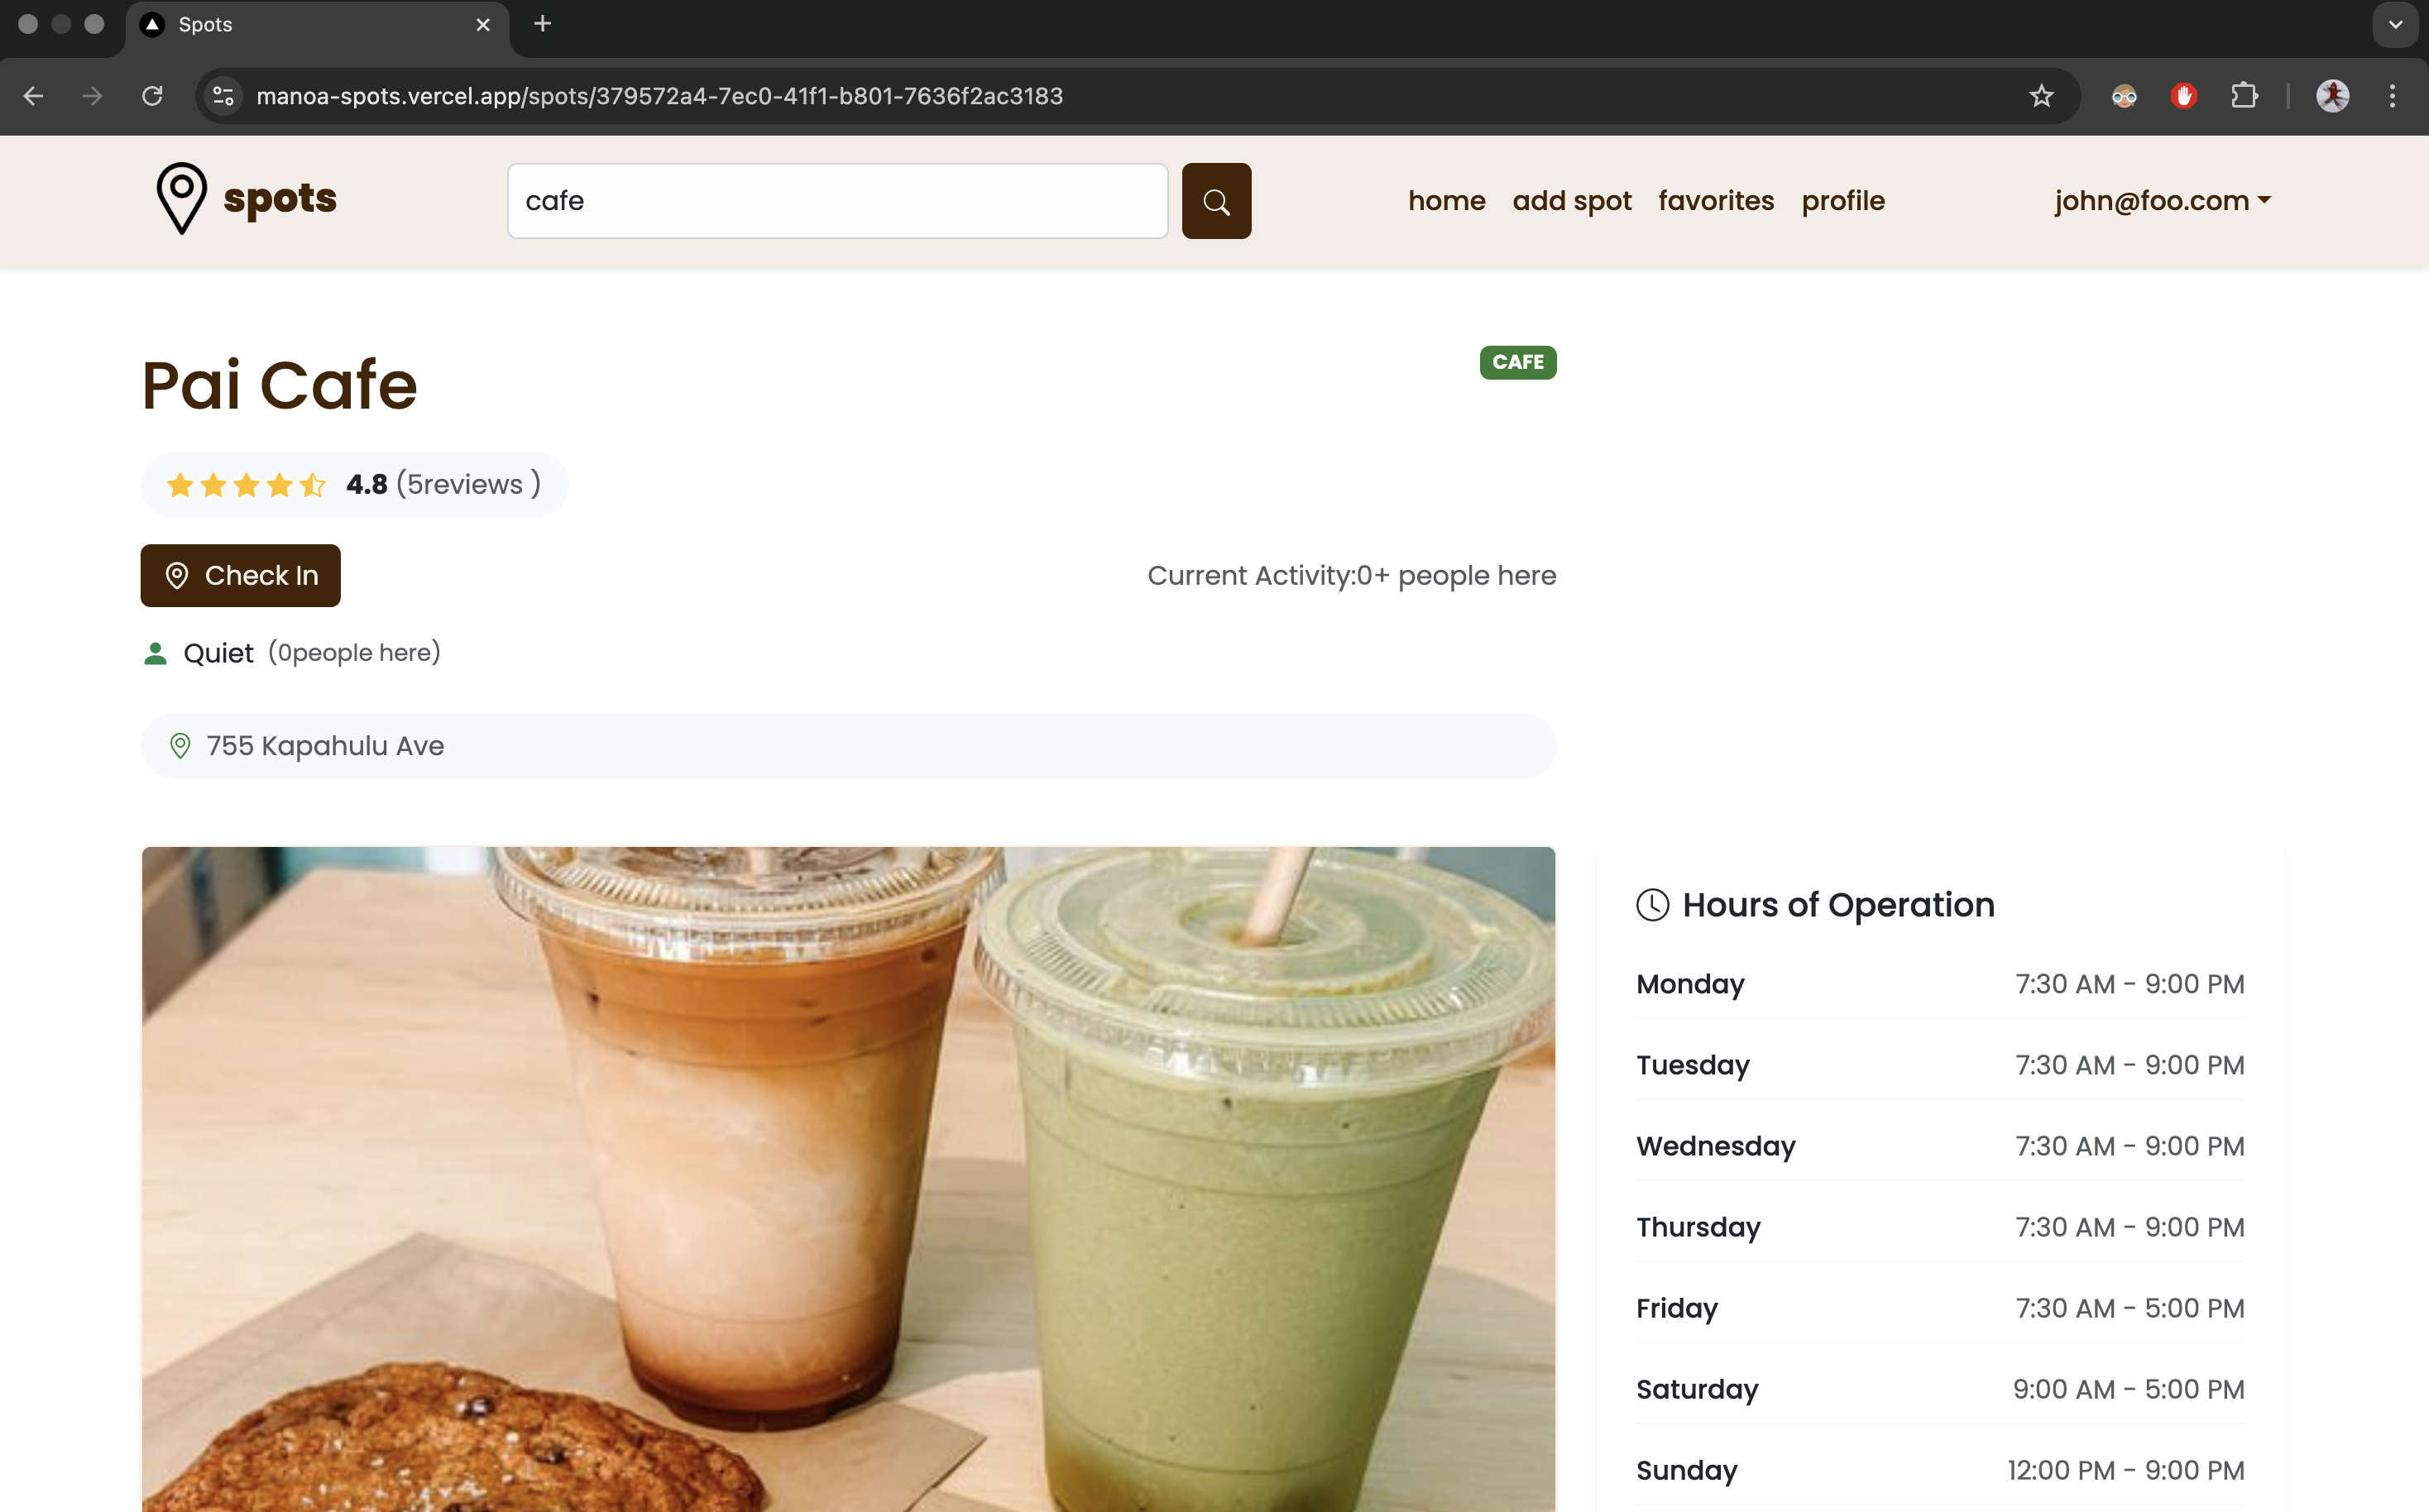 Spots
manoa-spots.vercel.app/spots/379572a4-7ec0-41f1-b801-7636f2ac3183
spots
cafe
home add spot favorites profile
john@foo.com
Pai Cafe
CAFE
4.8 (5reviews )
Check In
Current Activity:0+ people here
Quiet (0people here)
755 Kapahulu Ave
Hours of Operation
Monday 7:30 AM - 9:00 PM
Tuesday 7:30 AM - 9:00 PM
Wednesday 7:30 AM - 9:00 PM
Thursday 7:30 AM - 9:00 PM
Friday 7:30 AM - 5:00 PM
Saturday 9:00 AM - 5:00 PM
Sunday 12:00 PM - 9:00 PM